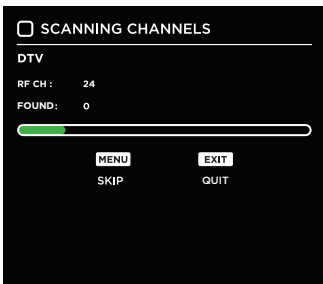 SCANNING CHANNELS
DTV
RF CH : 24
FOUND: 0
MENU EXIT
SKIP QUIT